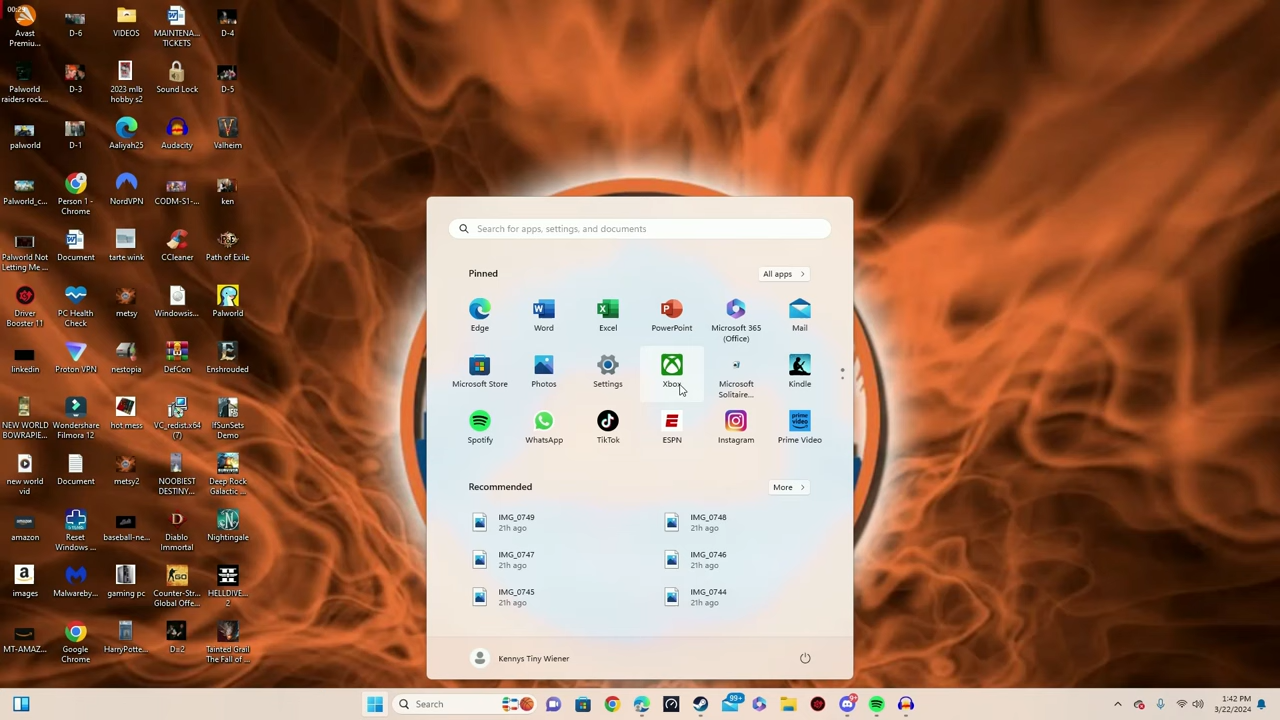 00:29
Avast
Premiu...
D-6
VIDEOS
MAINTENA...
TICKETS
D-4
Palworld
raiders rock...
D-3
2023 mlb
hobby s2
Sound Lock
D-5
palworld
D-1
Aaliyah25
Audacity
Valheim
Palworld_c...
Person 1 -
Chrome
NordVPN
CODM-S1-...
ken
Palworld Not
Letting Me ...
Document
tarte wink
CCleaner
Path of Exile
Driver
Booster 11
PC Health
Check
metsy
Windowsis...
Palworld
linkedin
Proton VPN
nestopia
DefCon
Enshrouded
NEW WORLD
BOWRAPIE...
Wondershare
Filmora 12
hot.mess
VC_redist.x64
(7)
IfSunSets
Demo
new world
vid
Document
metsy2
NOOBIEST
DESTINY...
Deep Rock
Galactic ...
amazon
Reset
Windows ...
baseball-ne...
Diablo
Immortal
Nightingale
images
Malwareby...
gaming pc
Counter-Str...
Global Offe...
HELLDIVE...
2
MT-AMAZ...
Google
Chrome
HarryPotte...
Dii2
Tainted Grail
The Fall of ...
Search for apps, settings, and documents
Pinned
All apps
Edge
Word
Excel
PowerPoint
Microsoft 365
(Office)
Mail
Microsoft Store
Photos
Settings
Xbox
Microsoft
Solitaire...
Kindle
Spotify
WhatsApp
TikTok
ESPN
Instagram
prime
video
Prime Video
Recommended
More
IMG_0749
21h ago
IMG_0748
21h ago
IMG_0747
21h ago
IMG_0746
21h ago
IMG_0745
21h ago
IMG_0744
21h ago
Kennys Tiny Wiener
Search
99+
9+
1:42 PM
3/22/2024